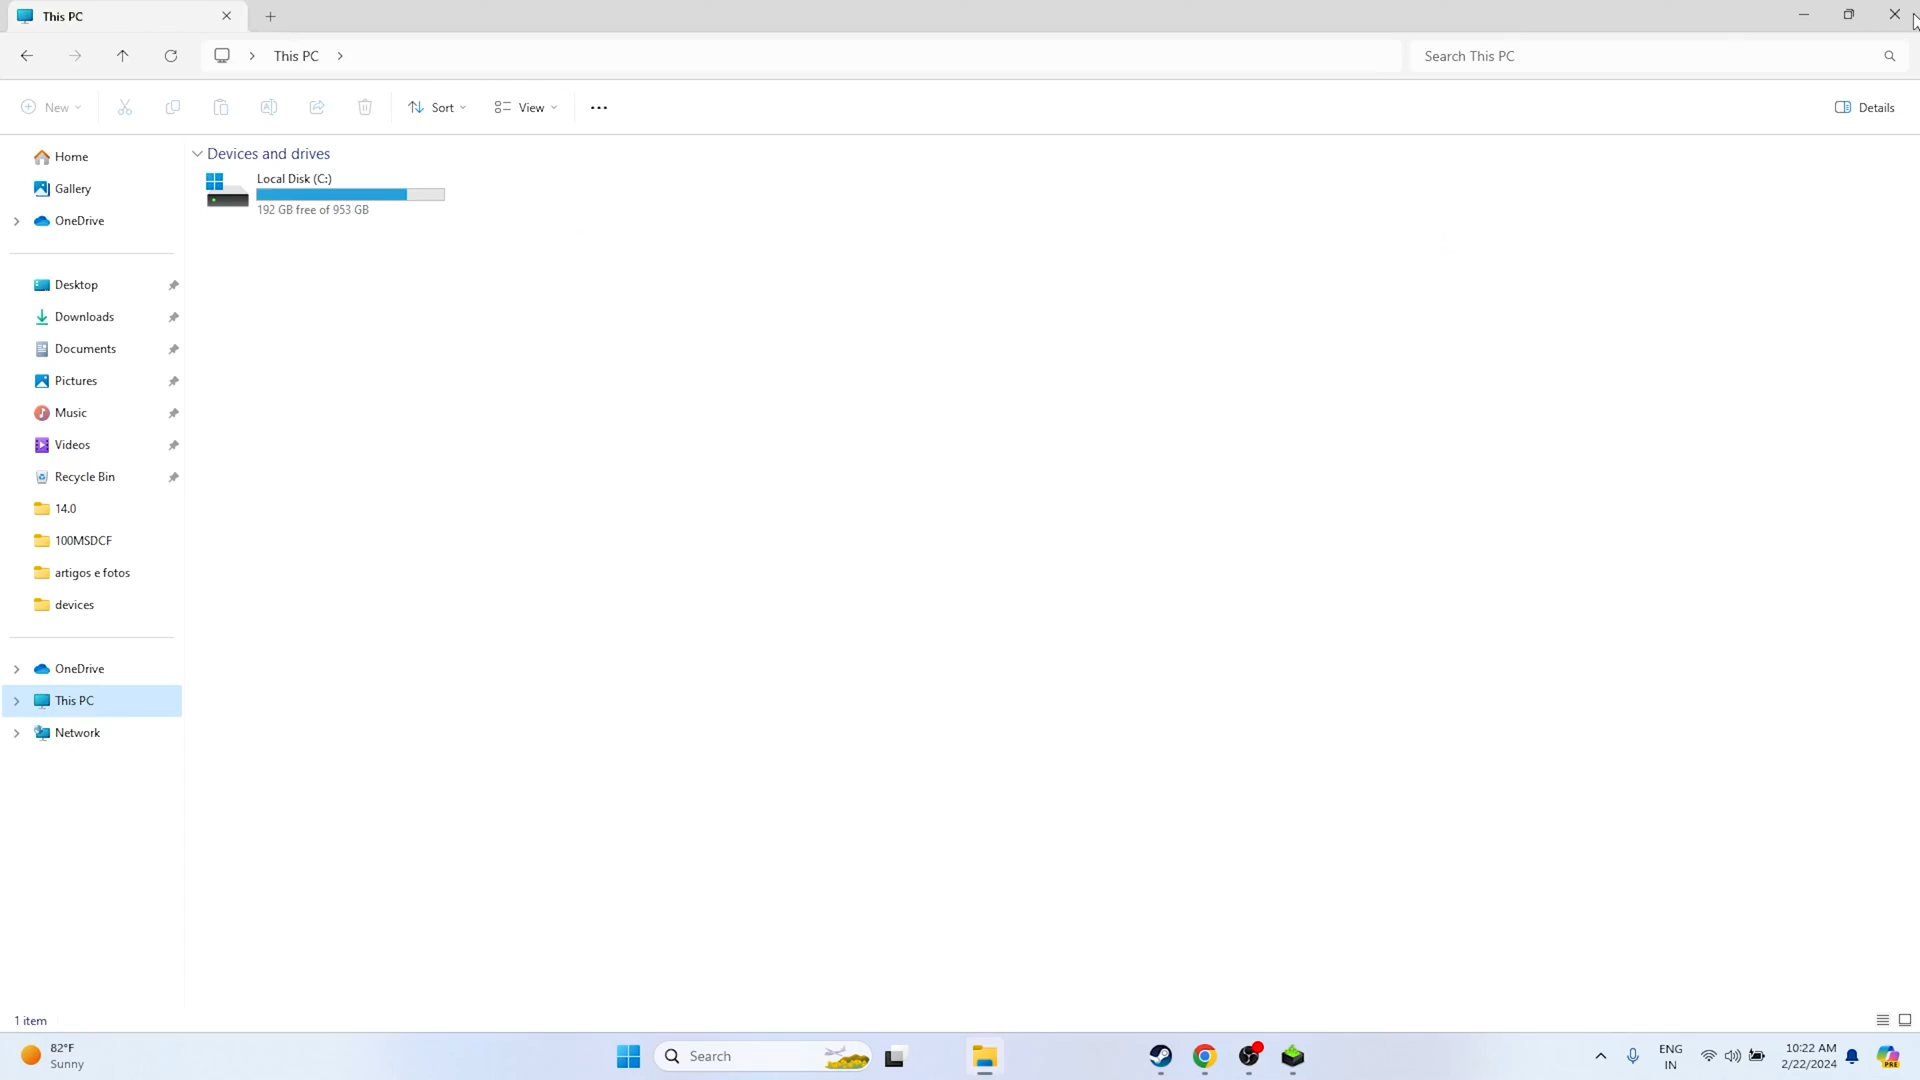 This PC
This PC
Search This PC
New
Sort
View
Details
Home
Gallery
OneDrive
Desktop
Downloads
Documents
Pictures
Music
Videos
Recycle Bin
14.0
100MSDCF
artigos e fotos
devices
OneDrive
This PC
Network
Devices and drives
Local Disk (C:)
192 GB free of 953 GB
1 item
82°F
Sunny
Search
ENG
IN
10:22 AM
2/22/2024
PRE